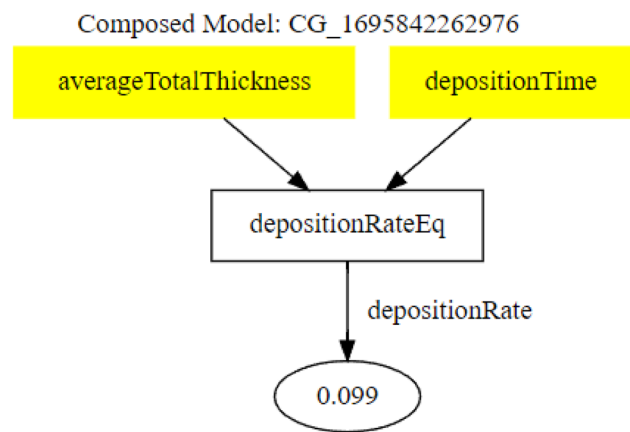 Composed Model: CG_1695842262976
averageTotalThickness
depositionTime
depositionRateEq
depositionRate
0.099